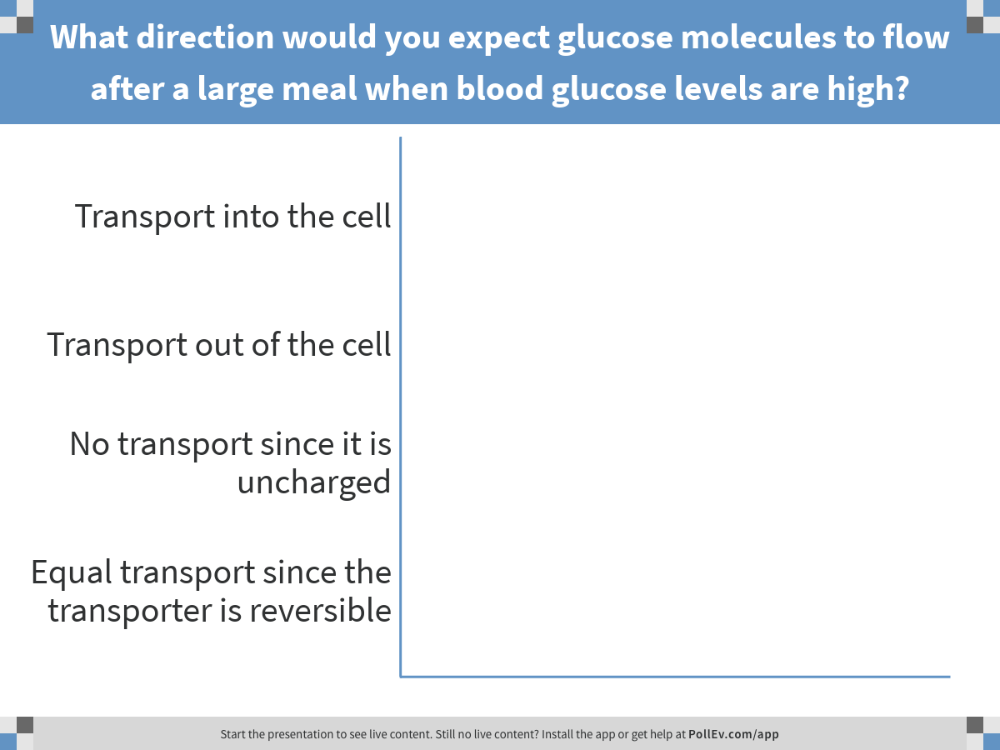 What direction would you expect glucose molecules to flow
after a large meal when blood glucose levels are high?
Transport into the cell
Transport out of the cell
No transport since it is
uncharged
Equal transport since the
transporter is reversible
Start the presentation to see live content. Still no live content? Install the app or get help at PollEv.com/app